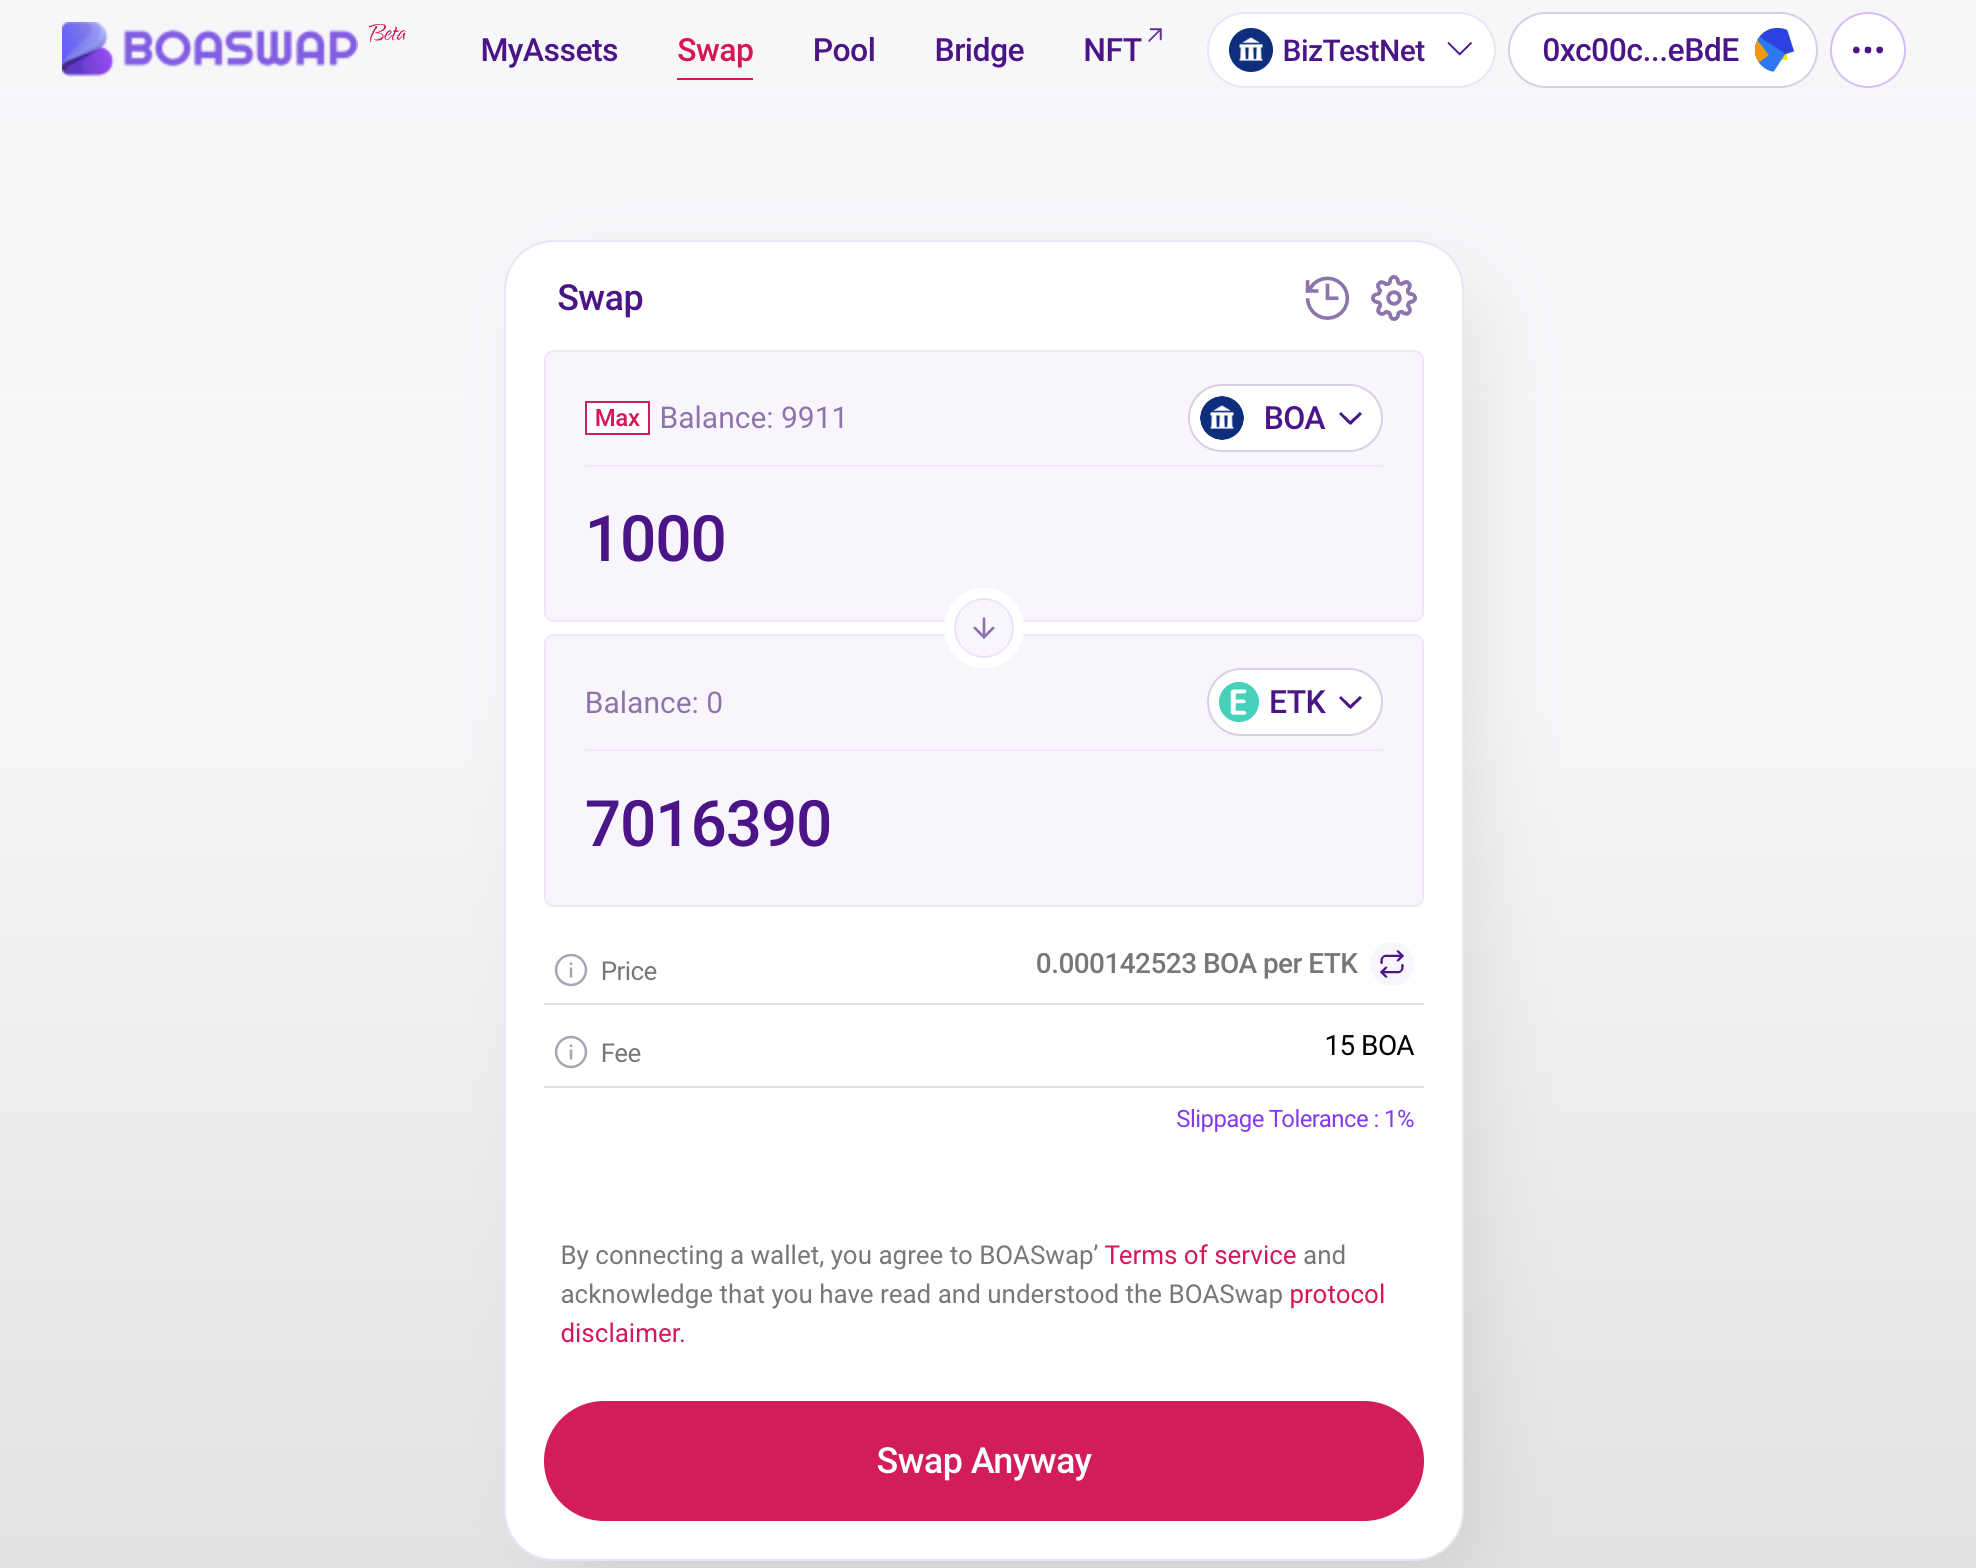 BOASWAP Beta
MyAssets Swap Pool Bridge NFT BizTestNet 0xc00c...eBdE
Swap
Max Balance: 9911 BOA
1000
Balance: 0 E ETK
7016390
Price 0.000142523 BOA per ETK
Fee 15 BOA
Slippage Tolerance : 1%
By connecting a wallet, you agree to BOASwap’ Terms of service and
acknowledge that you have read and understood the BOASwap protocol
disclaimer.
Swap Anyway